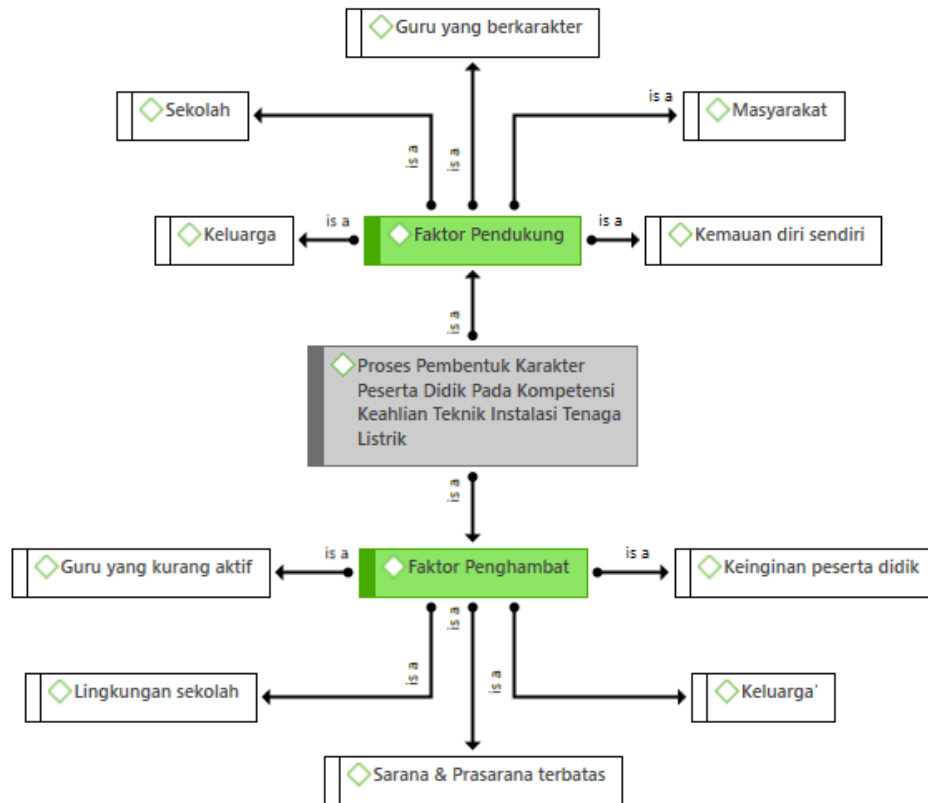 Guru yang berkarakter
is a
Sekolah
Masyarakat
is a
is a
Keluarga
is a
Faktor Pendukung
is a
Kemauan diri sendiri
is a
Proses Pembentuk Karakter
Peserta Didik Pada Kompetensi
Keahlian Teknik Instalasi Tenaga
Listrik
is a
Guru yang kurang aktif
is a
Faktor Penghambat
is a
Keinginan peserta didik
is a
is a
is a
Lingkungan sekolah
Keluarga'
Sarana & Prasarana terbatas